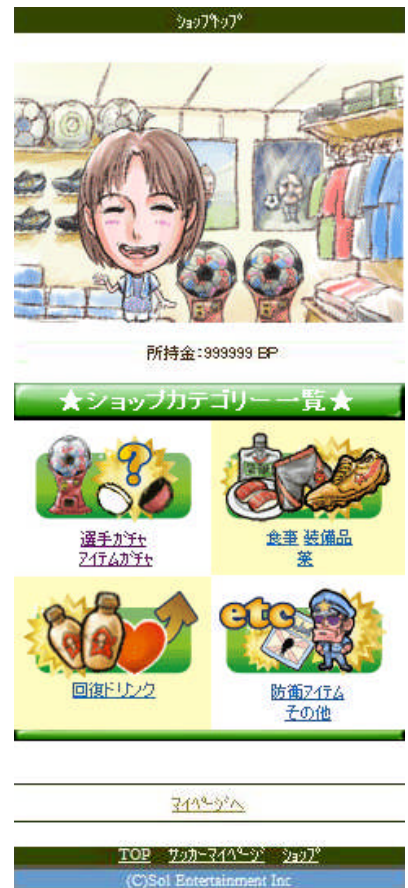 ショップトップ
所持金:999999 BP
★ショップカテゴリー一覧★
選手ガチャ
アイテムガチャ
食事 装備品
薬
回復ドリンク
etc
防衛アイテム
その他
マイページへ
TOP サッカーマイページ ショップ
(C)Sol Entertainment Inc